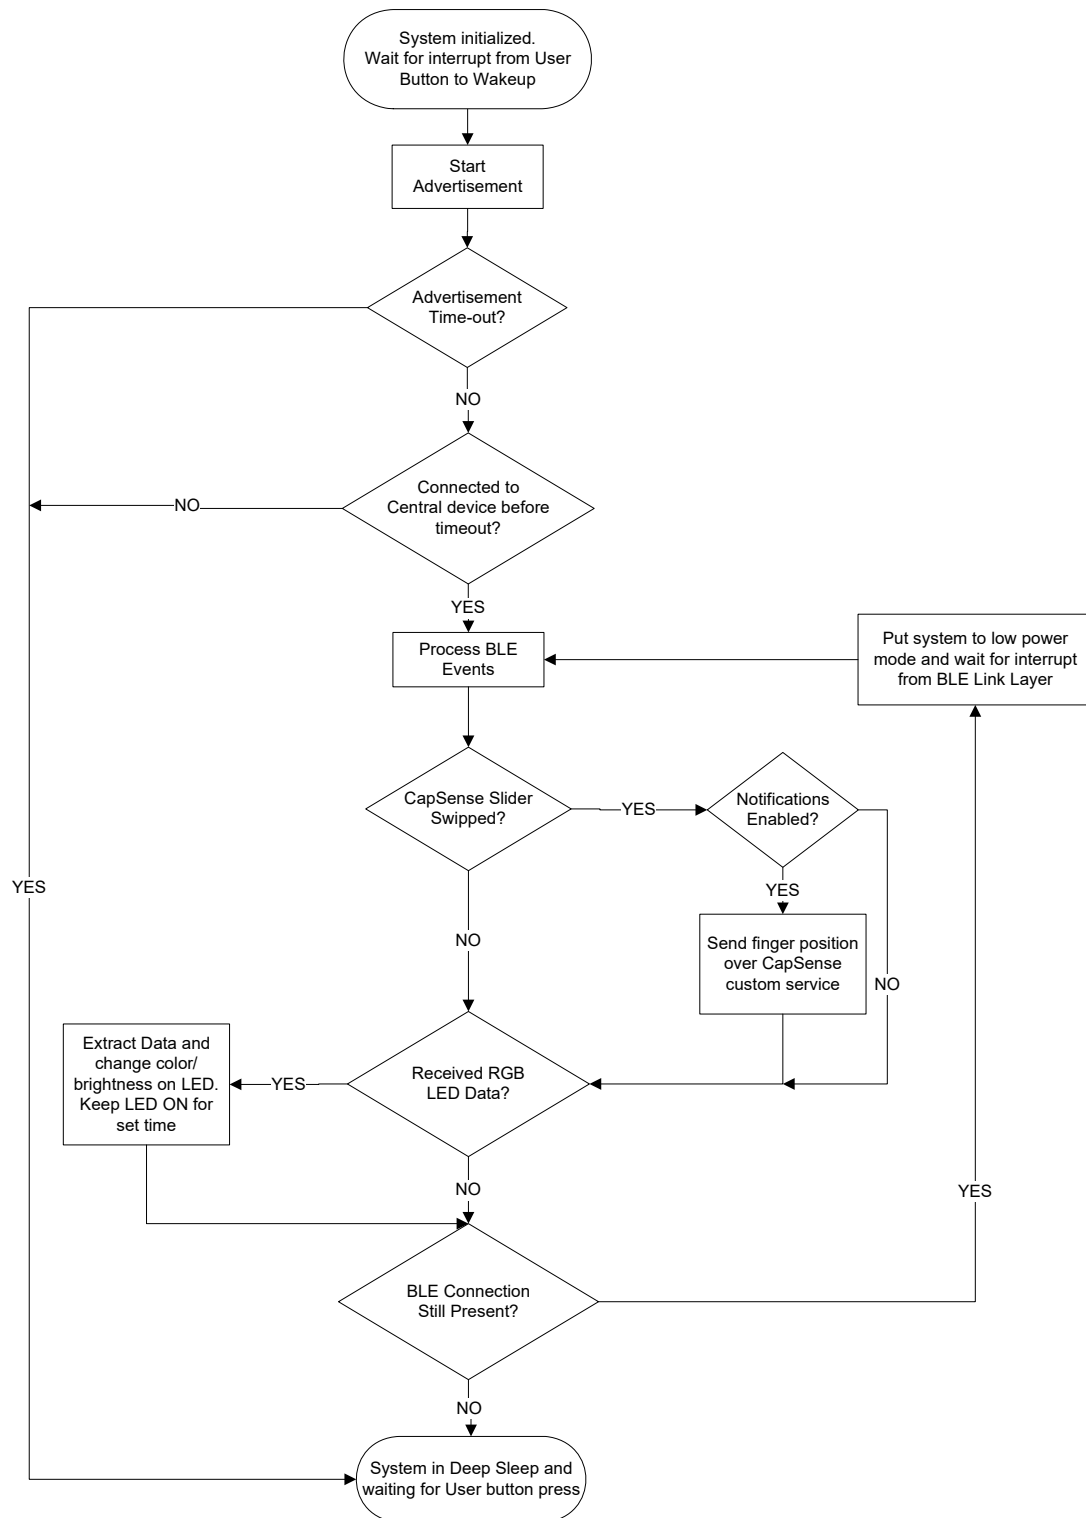 System initialized.
Wait for interrupt from User
Button to Wakeup
Start
Advertisement
Advertisement
Time-out?
NO
Connected to
Central device before
timeout?
NO
YES
Process BLE
Events
Put system to low power
mode and wait for interrupt
from BLE Link Layer
CapSense Slider
Swipped?
YES
Notifications
Enabled?
YES
YES
NO
Send finger position
over CapSense
custom service
NO
Extract Data and
change color/
brightness on LED.
Keep LED ON for
set time
YES
Received RGB
LED Data?
NO
YES
BLE Connection
Still Present?
NO
System in Deep Sleep and
waiting for User button press